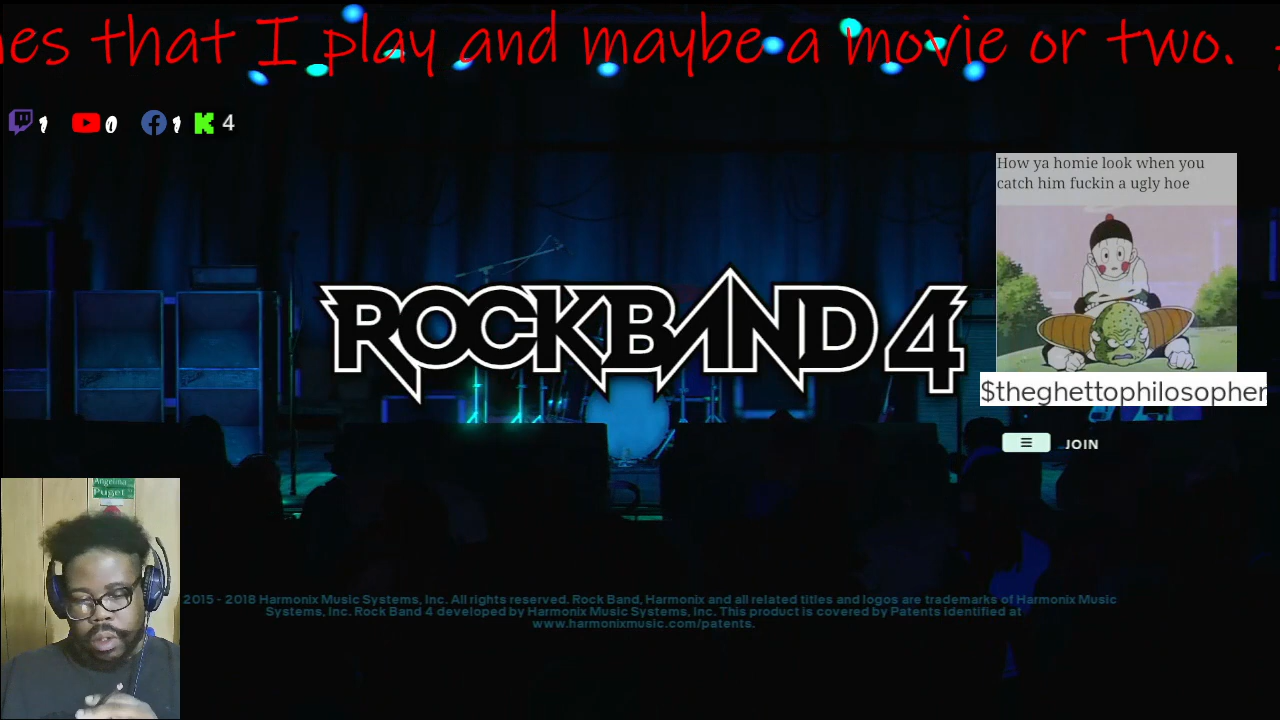 nes that I play and maybe a movie or two.
1 0 1 4
How ya homie look when you
catch him fuckin a ugly hoe
ROCKBAND 4
$theghettophilosopher
JOIN
Angelina
Puget
2015 - 2018 Harmonix Music Systems, Inc. All rights reserved. Rock Band, Harmonix and all related titles and logos are trademarks of Harmonix Music
Systems, Inc. Rock Band 4 developed by Harmonix Music Systems, Inc. This product is covered by Patents identified at
www.harmonixmusic.com/patents.